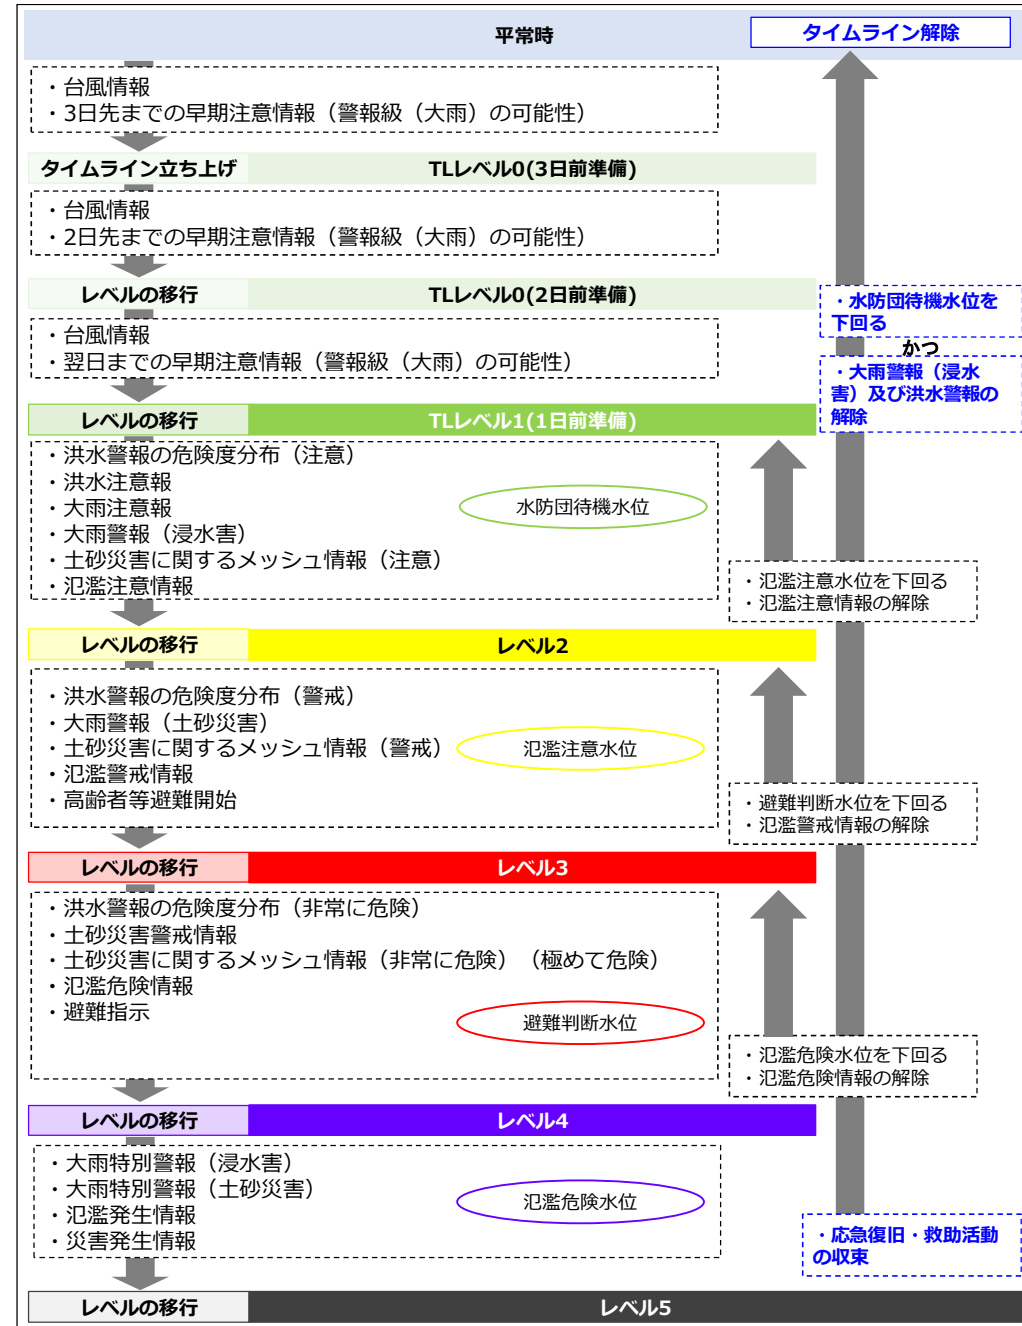 平常時
タイムライン解除
・台風情報
・3日先までの早期注意情報（警報級（大雨）の可能性）
タイムライン立ち上げ
TLレベル0(3日前準備)
・台風情報
・2日先までの早期注意情報（警報級（大雨）の可能性）
レベルの移行
TLレベル0(2日前準備)
・水防団待機水位を
下回る
かつ
・大雨警報（浸水
害）及び洪水警報の
解除
・台風情報
・翌日までの早期注意情報（警報級（大雨）の可能性）
レベルの移行
TLレベル1(1日前準備)
・洪水警報の危険度分布（注意）
・洪水注意報
・大雨注意報
・大雨警報（浸水害）
・土砂災害に関するメッシュ情報（注意）
・氾濫注意情報
水防団待機水位
・氾濫注意水位を下回る
・氾濫注意情報の解除
レベルの移行
レベル2
・洪水警報の危険度分布（警戒）
・大雨警報（土砂災害）
・土砂災害に関するメッシュ情報（警戒）
・氾濫警戒情報
・高齢者等避難開始
氾濫注意水位
・避難判断水位を下回る
・氾濫警戒情報の解除
レベルの移行
レベル3
・洪水警報の危険度分布（非常に危険）
・土砂災害警戒情報
・土砂災害に関するメッシュ情報（非常に危険）（極めて危険）
・氾濫危険情報
・避難指示
避難判断水位
・氾濫危険水位を下回る
・氾濫危険情報の解除
レベルの移行
レベル4
・大雨特別警報（浸水害）
・大雨特別警報（土砂災害）
・氾濫発生情報
・災害発生情報
氾濫危険水位
・応急復旧・救助活動
の収束
レベルの移行
レベル5